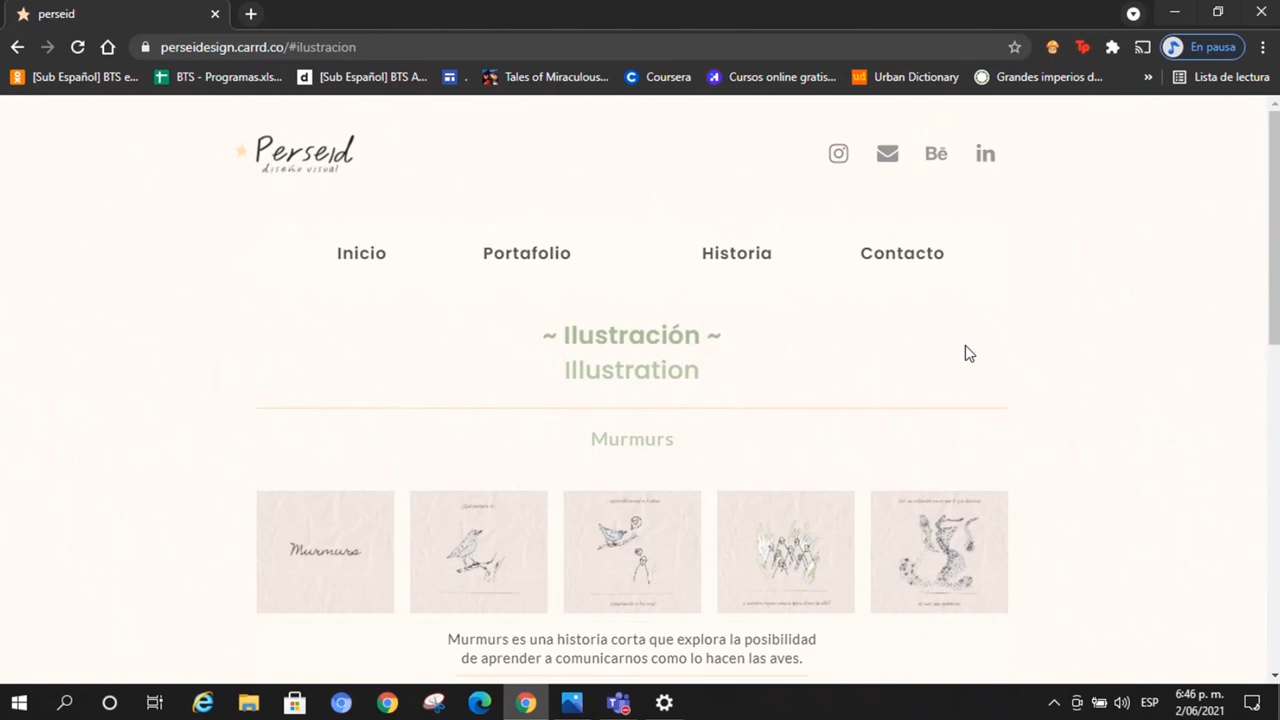 perseid
perseidesign.carrd.co/#ilustracion
En pausa
[Sub Español] BTS e...
BTS - Programas.xls...
[Sub Español] BTS A...
.
Tales of Miraculous...
Coursera
Cursos online gratis...
Urban Dictionary
Grandes imperios d...
»
Lista de lectura
Perseid
diseño visual
Bē
in
Inicio
Portafolio
Historia
Contacto
~ Ilustración ~
Illustration
Murmurs
Murmurs
Murmurs es una historia corta que explora la posibilidad
de aprender a comunicarnos como lo hacen las aves.
ESP
6:46 p. m.
2/06/2021